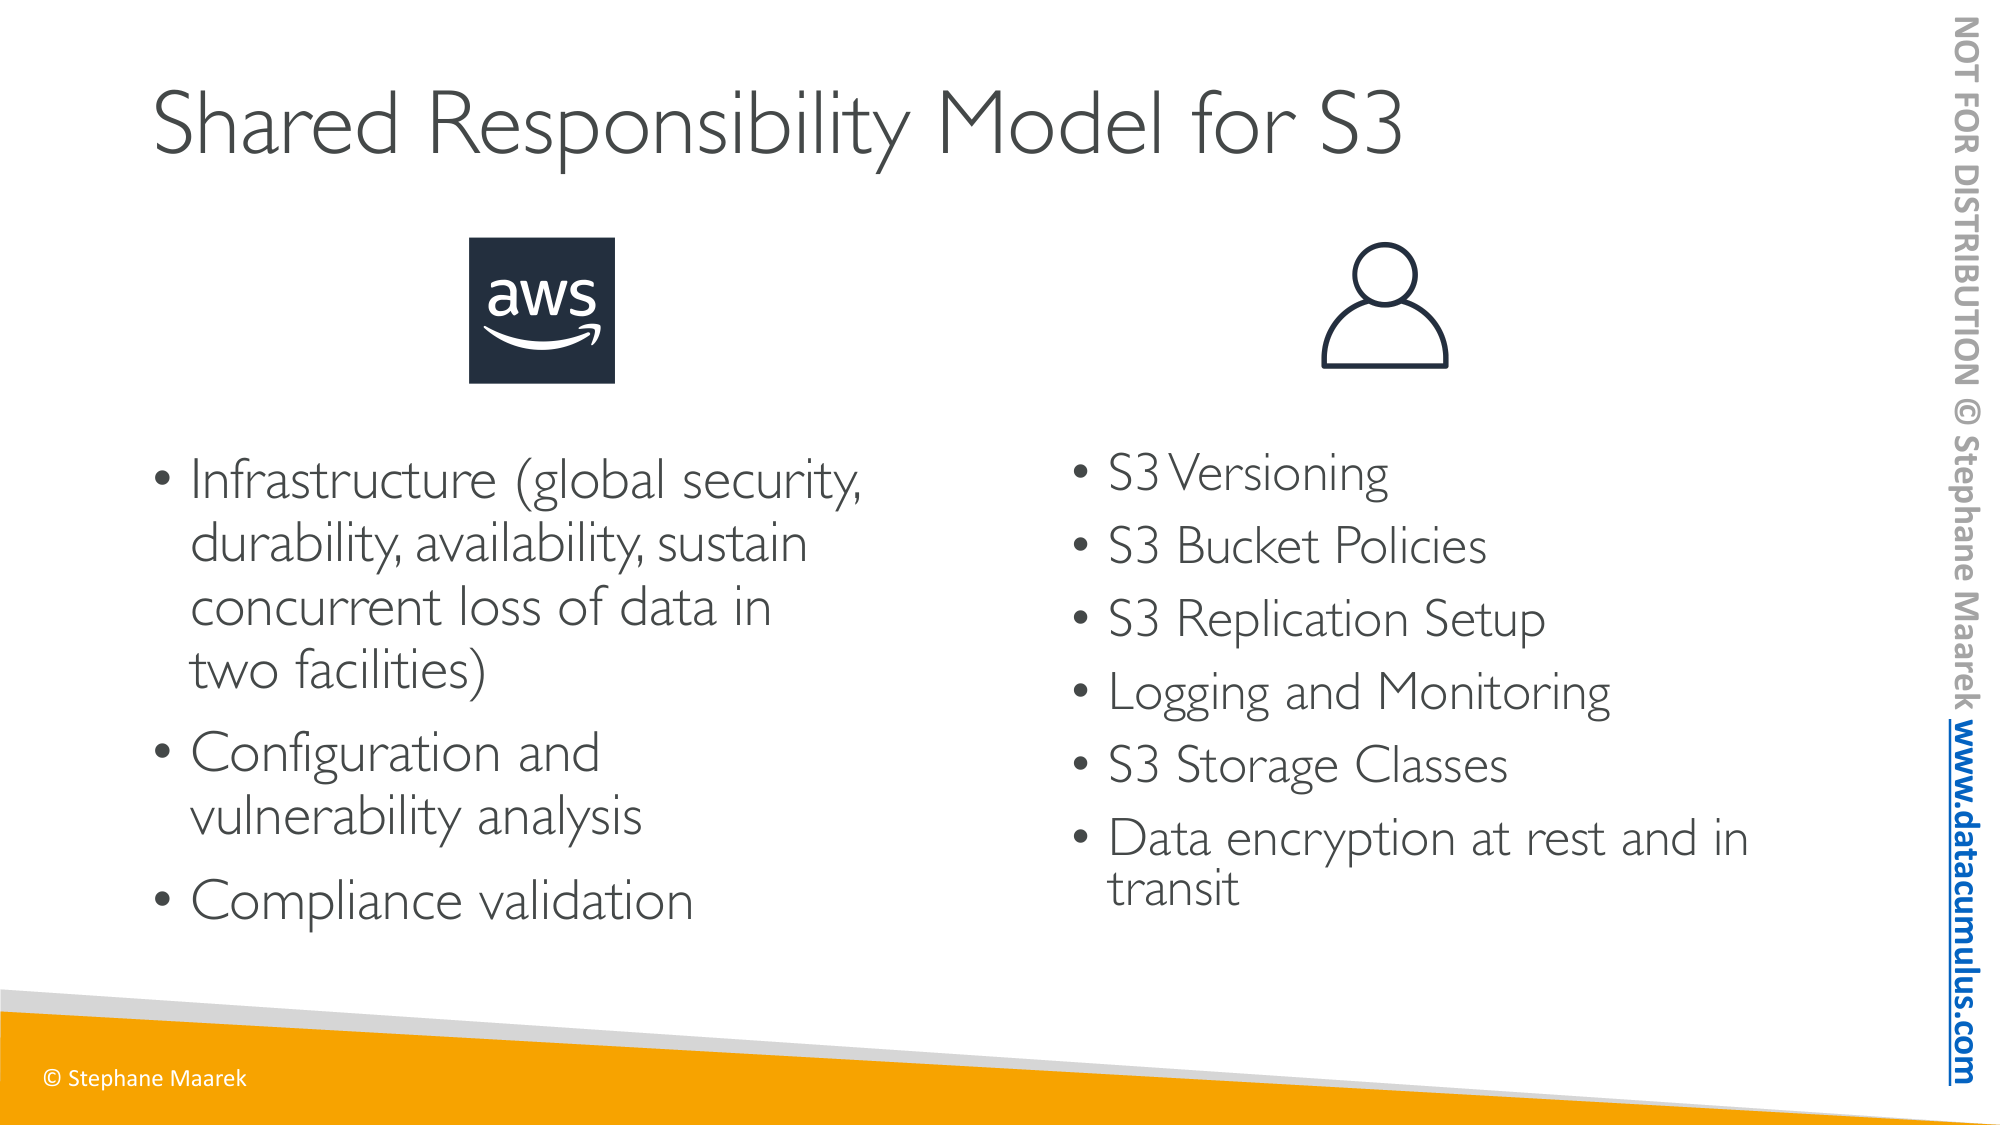 Shared Responsibility Model for S3
aws
• Infrastructure (global security,
durability, availability, sustain
concurrent loss of data in
two facilities)
• Configuration and
vulnerability analysis
• Compliance validation
• S3 Versioning
• S3 Bucket Policies
• S3 Replication Setup
• Logging and Monitoring
• S3 Storage Classes
• Data encryption at rest and in
transit
© Stephane Maarek
NOT FOR DISTRIBUTION © Stephane Maarek www.datacumulus.com